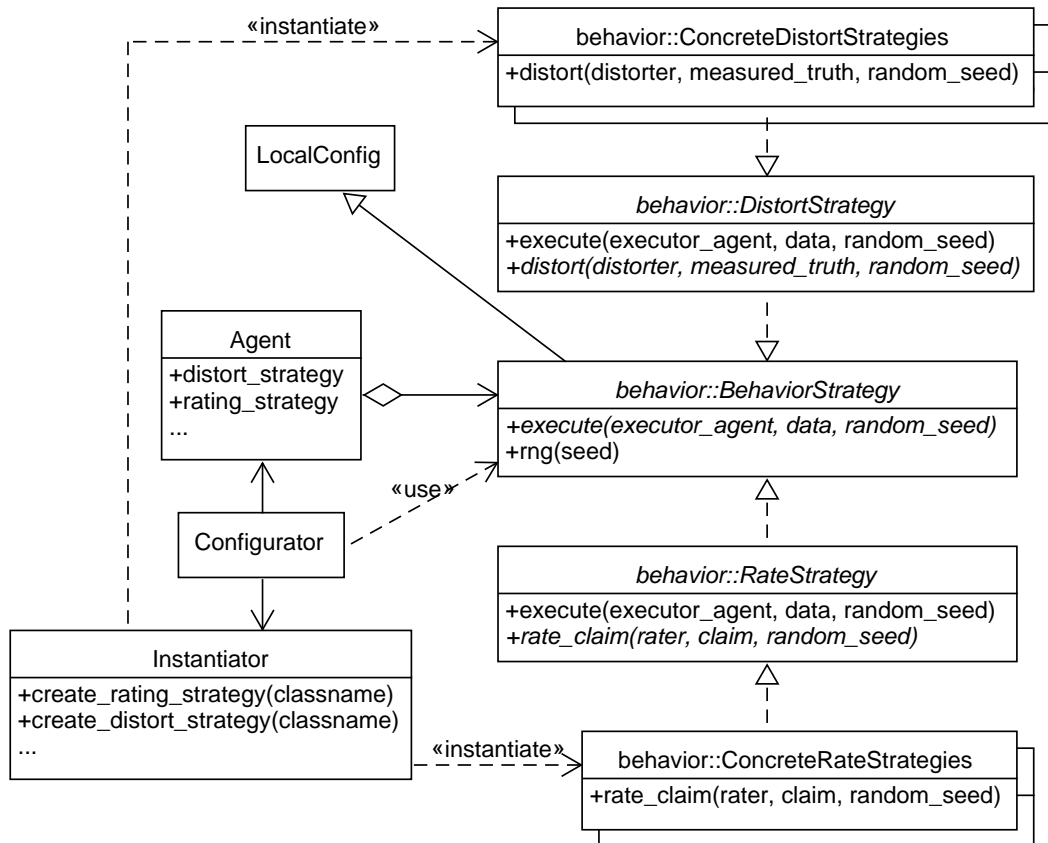 «instantiate»
behavior::ConcreteDistortStrategies
+distort(distorter, measured_truth, random_seed)
LocalConfig
behavior::DistortStrategy
+execute(executor_agent, data, random_seed)
+distort(distorter, measured_truth, random_seed)
Agent
+distort_strategy
+rating_strategy
...
behavior::BehaviorStrategy
+execute(executor_agent, data, random_seed)
+rng(seed)
«use»
Configurator
behavior::RateStrategy
+execute(executor_agent, data, random_seed)
+rate_claim(rater, claim, random_seed)
Instantiator
+create_rating_strategy(classname)
+create_distort_strategy(classname)
...
«instantiate»
behavior::ConcreteRateStrategies
+rate_claim(rater, claim, random_seed)